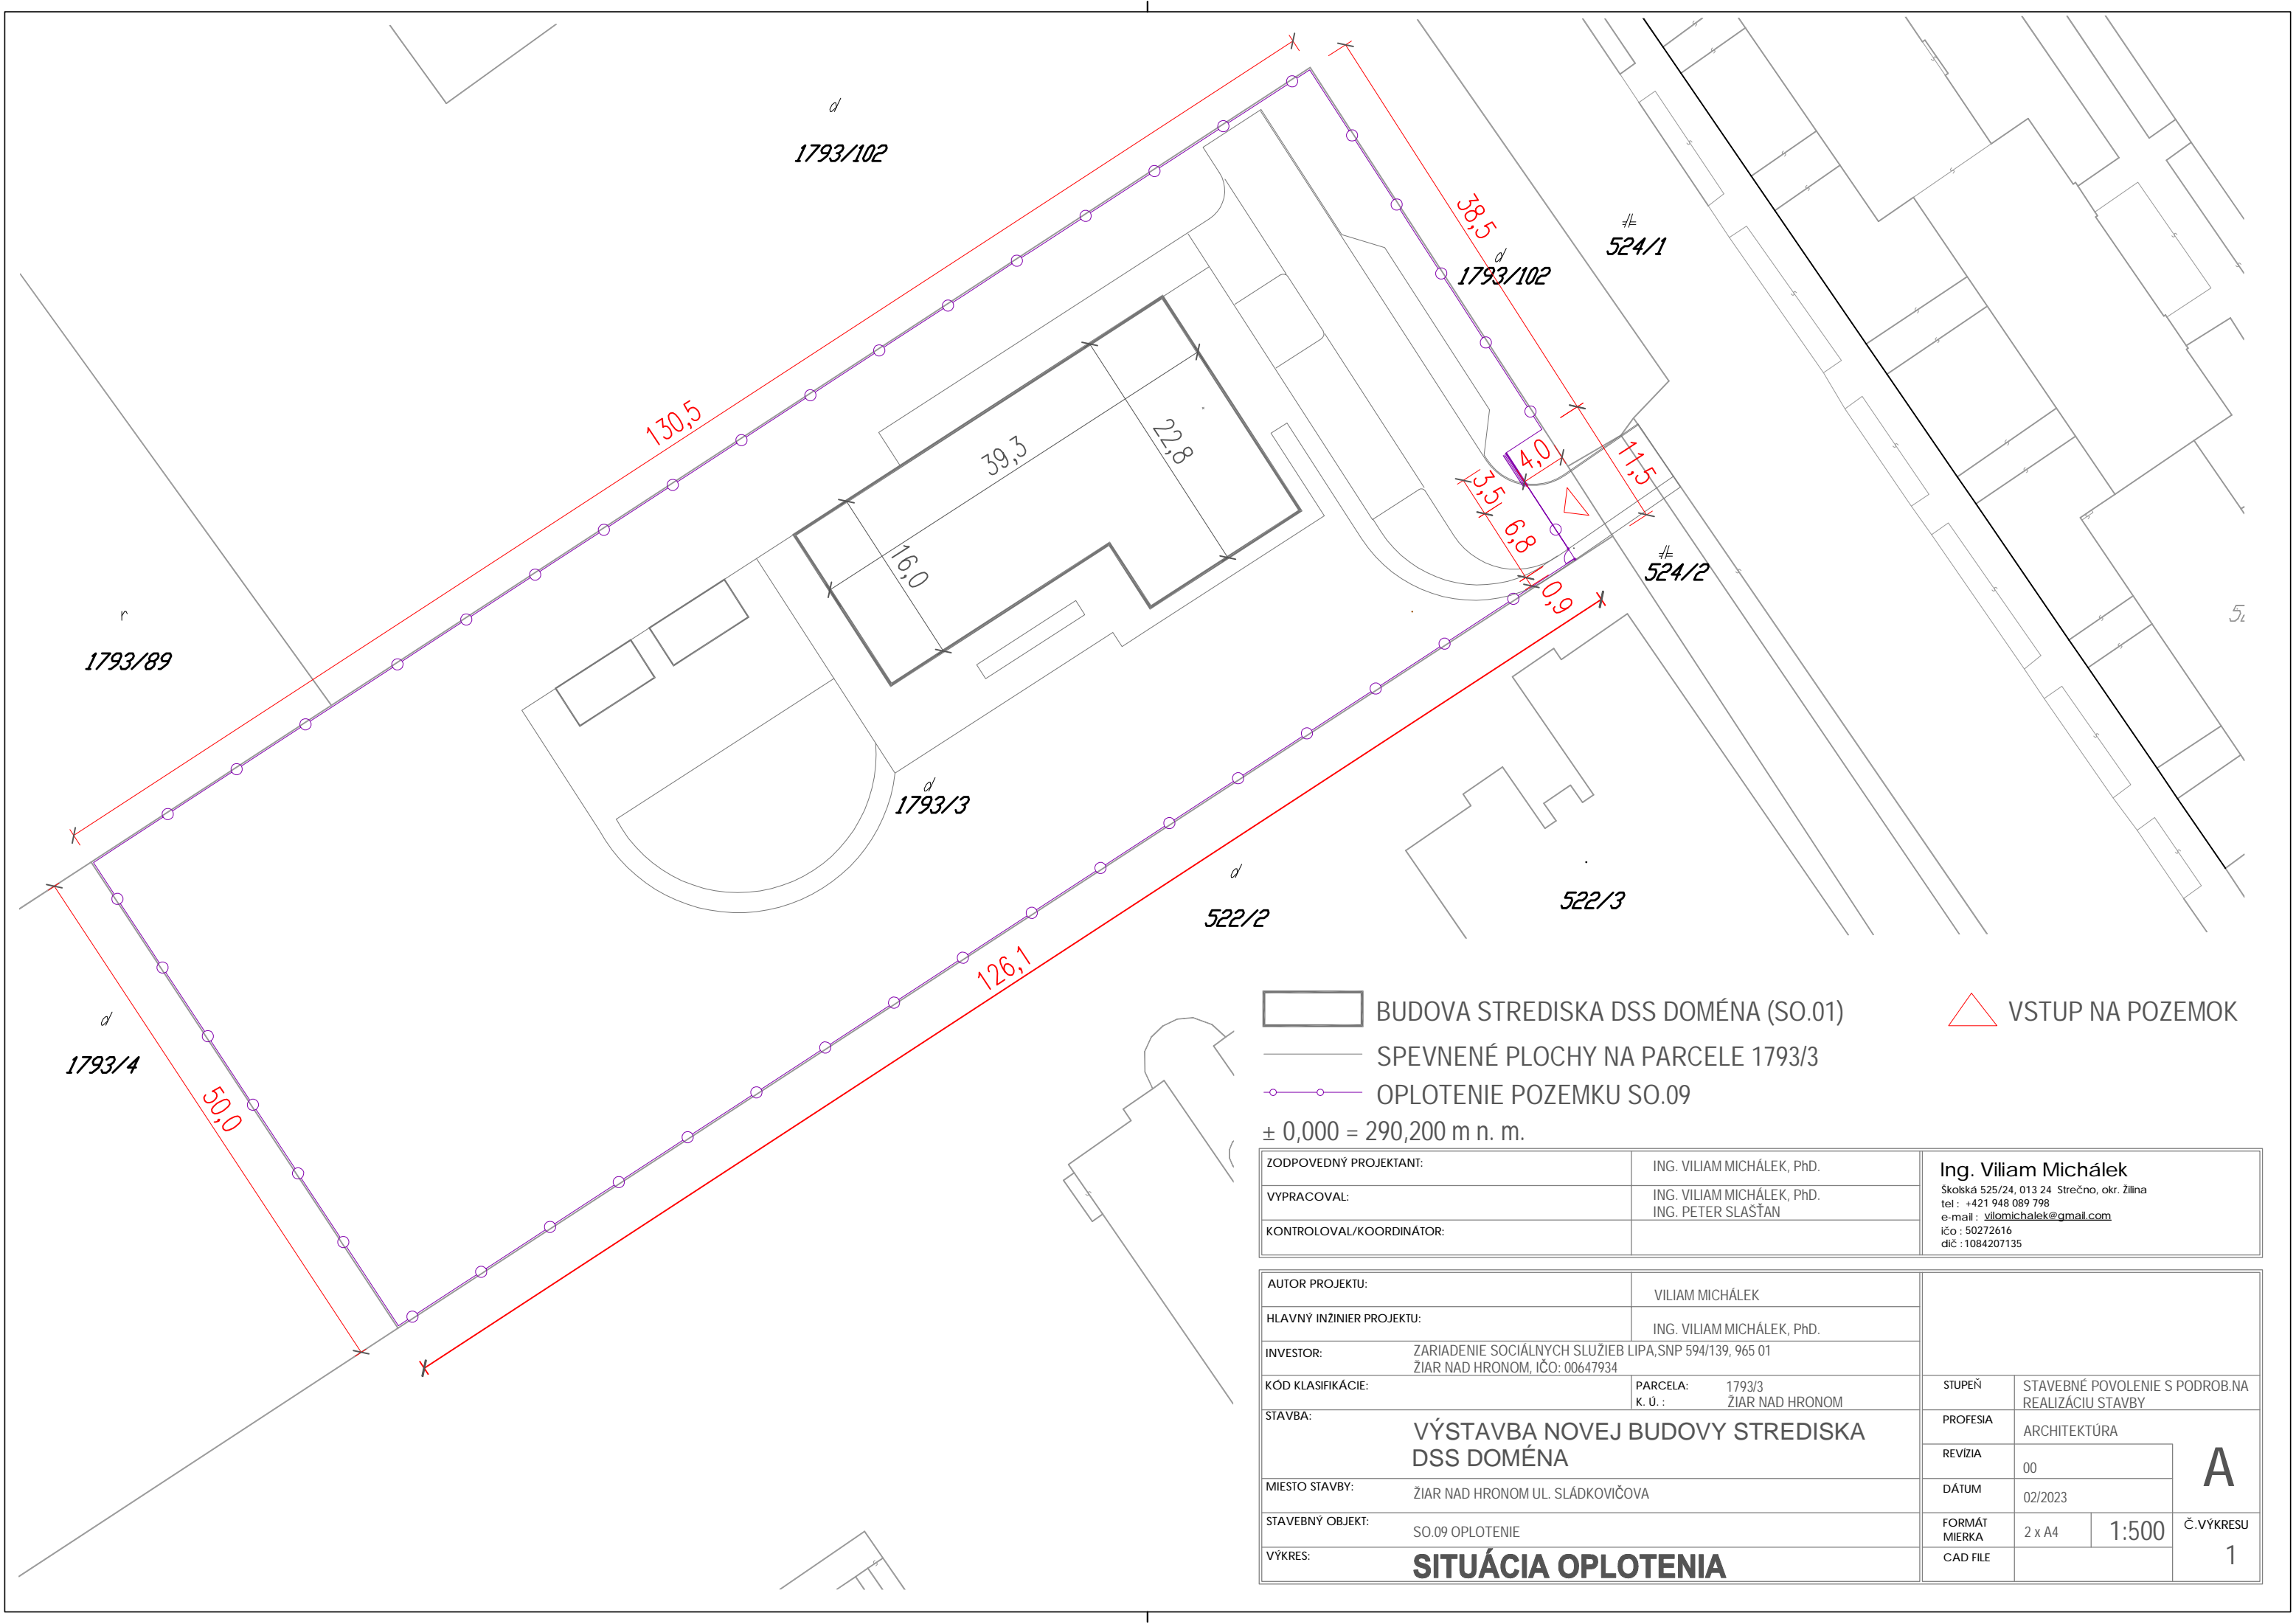 d
1793/102
38,5
524/1
d
1793/102
130,5
39,3
22,8
16,0
4,0
11,5
3,5
6,8
0,9
524/2
r
1793/89
d
1793/3
d
522/2
522/3
126,1
d
1793/4
50,0
BUDOVA STREDISKA DSS DOMÉNA (SO.01)
VSTUP NA POZEMOK
SPEVNENÉ PLOCHY NA PARCELE 1793/3
OPLOTENIE POZEMKU SO.09
± 0,000 = 290,200 m n. m.
ZODPOVEDNÝ PROJEKTANT: ING. VILIAM MICHÁLEK, PhD.
VYPRACOVAL: ING. VILIAM MICHÁLEK, PhD.
ING. PETER SLAŠŤAN
KONTROLOVAL/KOORDINÁTOR:
Ing. Viliam Michálek
Školská 525/24, 013 24 Strečno, okr. Žilina
tel : +421 948 089 798
e-mail : vilomichalek@gmail.com
ičo : 50272616
dič : 1084207135
AUTOR PROJEKTU: VILIAM MICHÁLEK
HLAVNÝ INŽINIER PROJEKTU: ING. VILIAM MICHÁLEK, PhD.
INVESTOR: ZARIADENIE SOCIÁLNYCH SLUŽIEB LIPA,SNP 594/139, 965 01
ŽIAR NAD HRONOM, IČO: 00647934
KÓD KLASIFIKÁCIE:
PARCELA: 1793/3
K. Ú. : ŽIAR NAD HRONOM
STAVBA: VÝSTAVBA NOVEJ BUDOVY STREDISKA
DSS DOMÉNA
MIESTO STAVBY: ŽIAR NAD HRONOM UL. SLÁDKOVIČOVA
STAVEBNÝ OBJEKT: SO.09 OPLOTENIE
VÝKRES: SITUÁCIA OPLOTENIA
STUPEŇ STAVEBNÉ POVOLENIE S PODROB.NA
REALIZÁCIU STAVBY
PROFESIA ARCHITEKTÚRA
REVÍZIA 00
A
DÁTUM 02/2023
FORMÁT
MIERKA 2 x A4 1:500
Č.VÝKRESU
1
CAD FILE